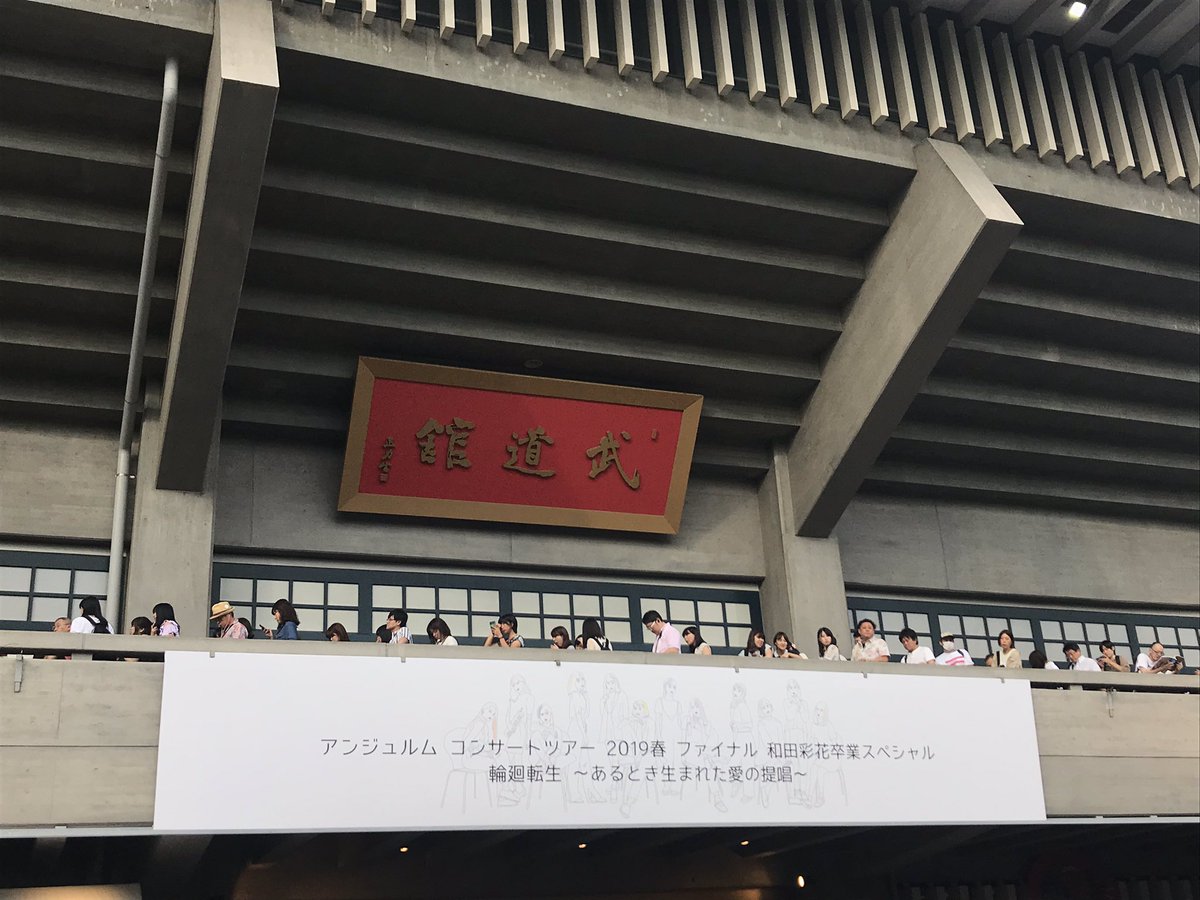 武道館
アンジュルム コンサートツアー 2019春 ファイナル 和田彩花卒業スペシャル
輪廻転生 〜あるとき生まれた愛の提唱〜